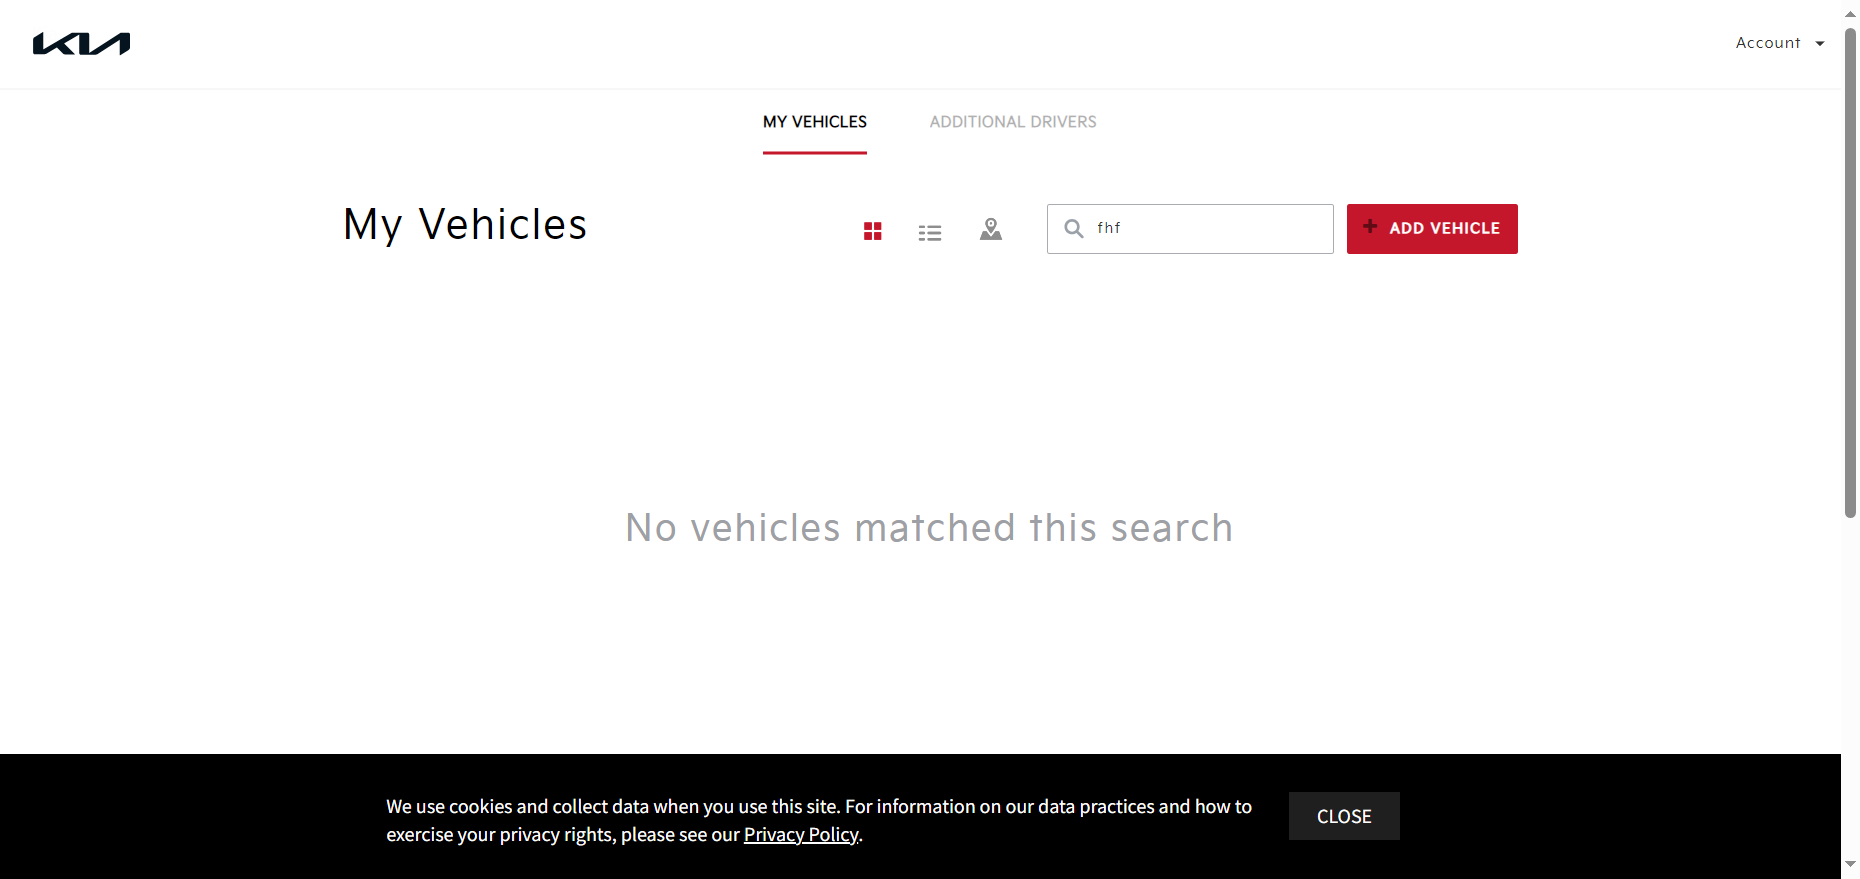 KIA
Account
MY VEHICLES
ADDITIONAL DRIVERS
My Vehicles
fhf
ADD VEHICLE
No vehicles matched this search
We use cookies and collect data when you use this site. For information on our data practices and how to
exercise your privacy rights, please see our Privacy Policy.
CLOSE